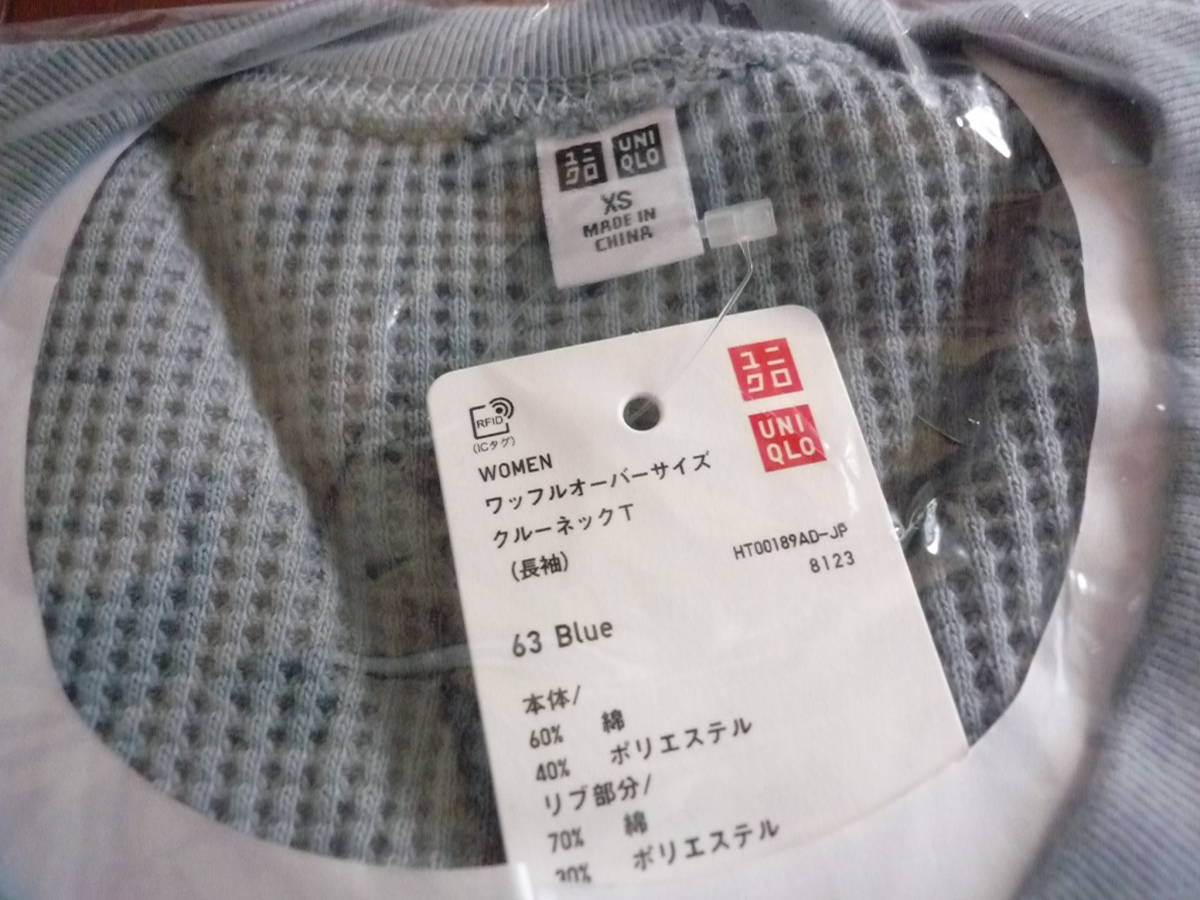 ユニ
クロ
UNI
QLO
XS
MADE IN
CHINA
ユニ
クロ
UNI
QLO
RFID
(ICタグ)
WOMEN
ワッフルオーバーサイズ
クルーネックT
(長袖)
HT00189AD-JP
8123
63 Blue
本体/
60% 綿
40% ポリエステル
リブ部分/
70% 綿
30% ポリエステル